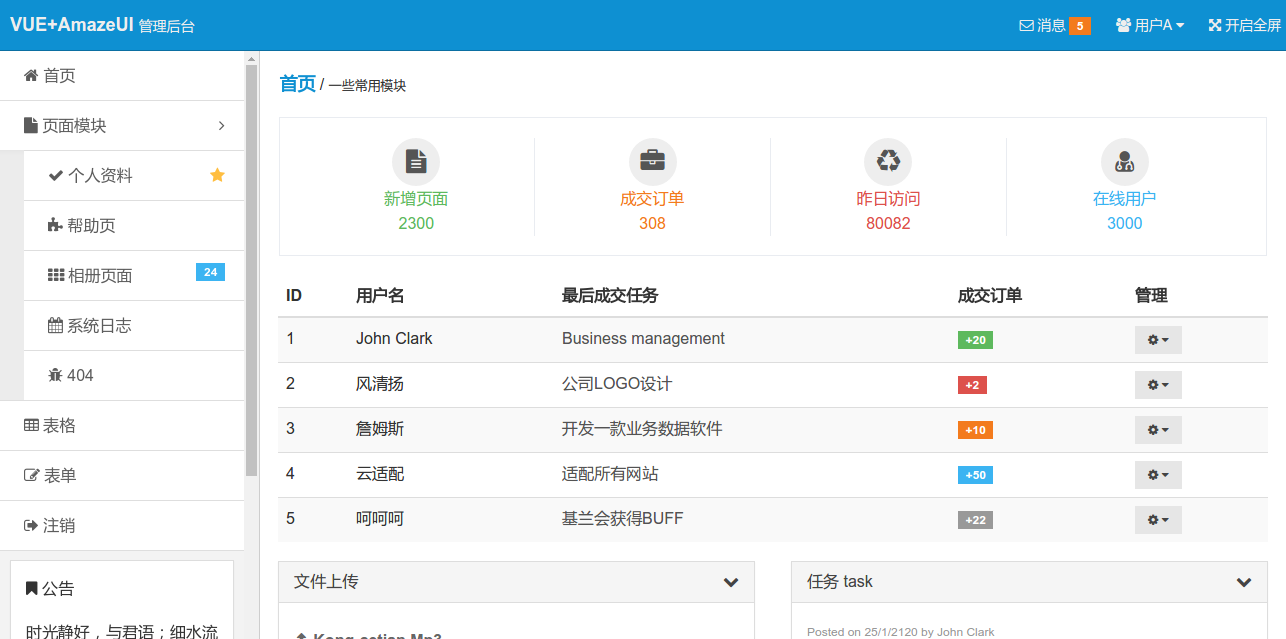 VUE+AmazeUI 管理后台
消息 5 用户A 开启全屏
首页
页面模块
个人资料
帮助页
相册页面 24
系统日志
404
表格
表单
注销
公告
时光静好，与君语；细水流
首页 / 一些常用模块
新增页面 成交订单 昨日访问 在线用户
2300 308 80082 3000
ID 用户名 最后成交任务 成交订单 管理
1 John Clark Business management +20
2 风清扬 公司LOGO设计 +2
3 詹姆斯 开发一款业务数据软件 +10
4 云适配 适配所有网站 +50
5 呵呵呵 基兰会获得BUFF +22
文件上传
Kong-cetian.Mp3
任务 task
Posted on 25/1/2120 by John Clark